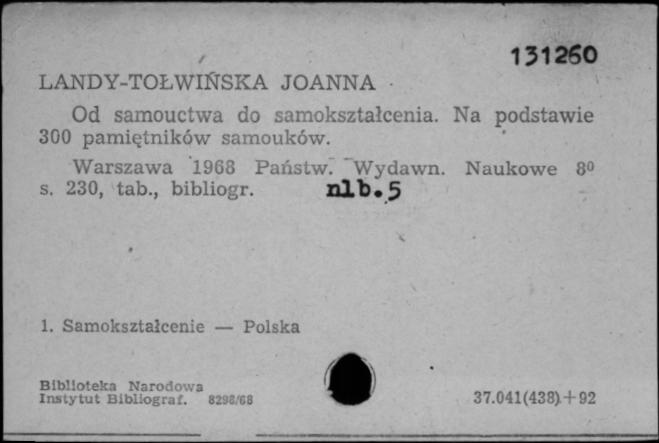 131260
LANDY-TOŁWIŃSKA JOANNA
Od samouctwa do samokształcenia. Na podstawie
300 pamiętników samouków.
Warszawa 1968 Państw. Wydawn. Naukowe 8⁰
s. 230, tab., bibliogr. nlb.5
1. Samokształcenie — Polska
Biblioteka Narodowa
Instytut Bibliograf. 8298/68 37.041(438)+92